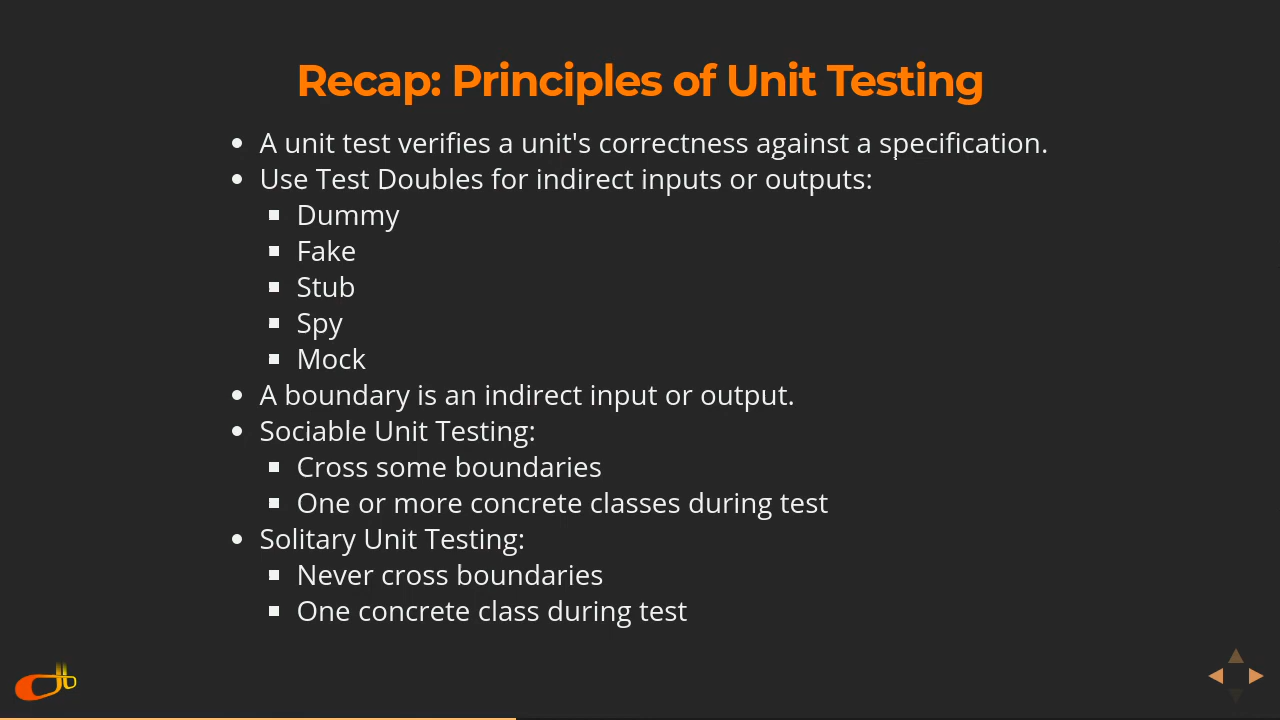 Recap: Principles of Unit Testing
A unit test verifies a unit's correctness against a specification.
Use Test Doubles for indirect inputs or outputs:
Dummy
Fake
Stub
Spy
Mock
A boundary is an indirect input or output.
Sociable Unit Testing:
Cross some boundaries
One or more concrete classes during test
Solitary Unit Testing:
Never cross boundaries
One concrete class during test